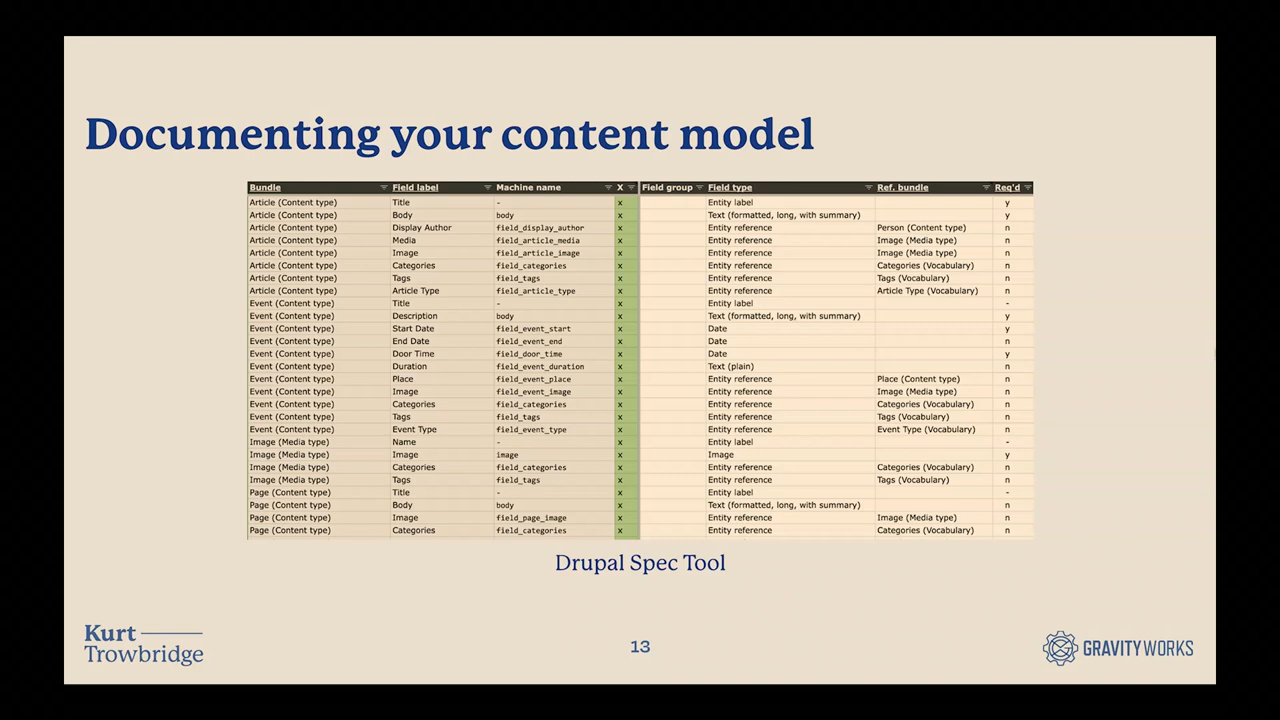 Documenting your content model
Bundle Field label Machine name X Field group Field type Ref. bundle Req'd
Article (Content type) Title - x Entity label y
Article (Content type) Body body x Text (formatted, long, with summary) y
Article (Content type) Display Author field_display_author x Entity reference Person (Content type) n
Article (Content type) Media field_article_media x Entity reference Image (Media type) n
Article (Content type) Image field_article_image x Entity reference Image (Media type) n
Article (Content type) Categories field_categories x Entity reference Categories (Vocabulary) n
Article (Content type) Tags field_tags x Entity reference Tags (Vocabulary) n
Article (Content type) Article Type field_article_type x Entity reference Article Type (Vocabulary) n
Event (Content type) Title - x Entity label -
Event (Content type) Description body x Text (formatted, long, with summary) y
Event (Content type) Start Date field_event_start x Date y
Event (Content type) End Date field_event_end x Date n
Event (Content type) Door Time field_door_time x Date y
Event (Content type) Duration field_event_duration x Text (plain) n
Event (Content type) Place field_event_place x Entity reference Place (Content type) n
Event (Content type) Image field_event_image x Entity reference Image (Media type) n
Event (Content type) Categories field_categories x Entity reference Categories (Vocabulary) n
Event (Content type) Tags field_tags x Entity reference Tags (Vocabulary) n
Event (Content type) Event Type field_event_type x Entity reference Event Type (Vocabulary) n
Image (Media type) Name - x Entity label -
Image (Media type) Image image x Image y
Image (Media type) Categories field_categories x Entity reference Categories (Vocabulary) n
Image (Media type) Tags field_tags x Entity reference Tags (Vocabulary) n
Page (Content type) Title - x Entity label -
Page (Content type) Body body x Text (formatted, long, with summary) n
Page (Content type) Image field_page_image x Entity reference Image (Media type) n
Page (Content type) Categories field_categories x Entity reference Categories (Vocabulary) n
Drupal Spec Tool
Kurt
Trowbridge
13
GRAVITYWORKS